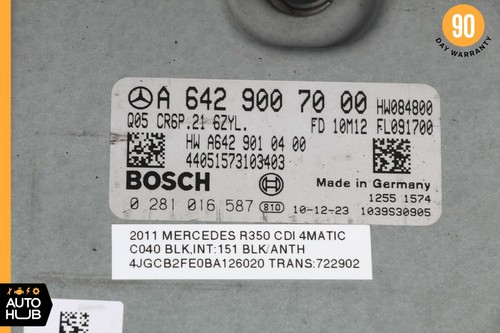 90
DAY WARRANTY
A 642 900 70 00 HW084800
Q05 CR6P.21 6ZYL. FD 10M12 FL091700
HW A642 901 04 00
44051573103403
BOSCH
Made in Germany
1255 1574
0 281 016 587 810 10-12-23 1039S30905
2011 MERCEDES R350 CDI 4MATIC
C040 BLK,INT:151 BLK/ANTH
4JGCB2FE0BA126020 TRANS:722902
AUTO
HUB